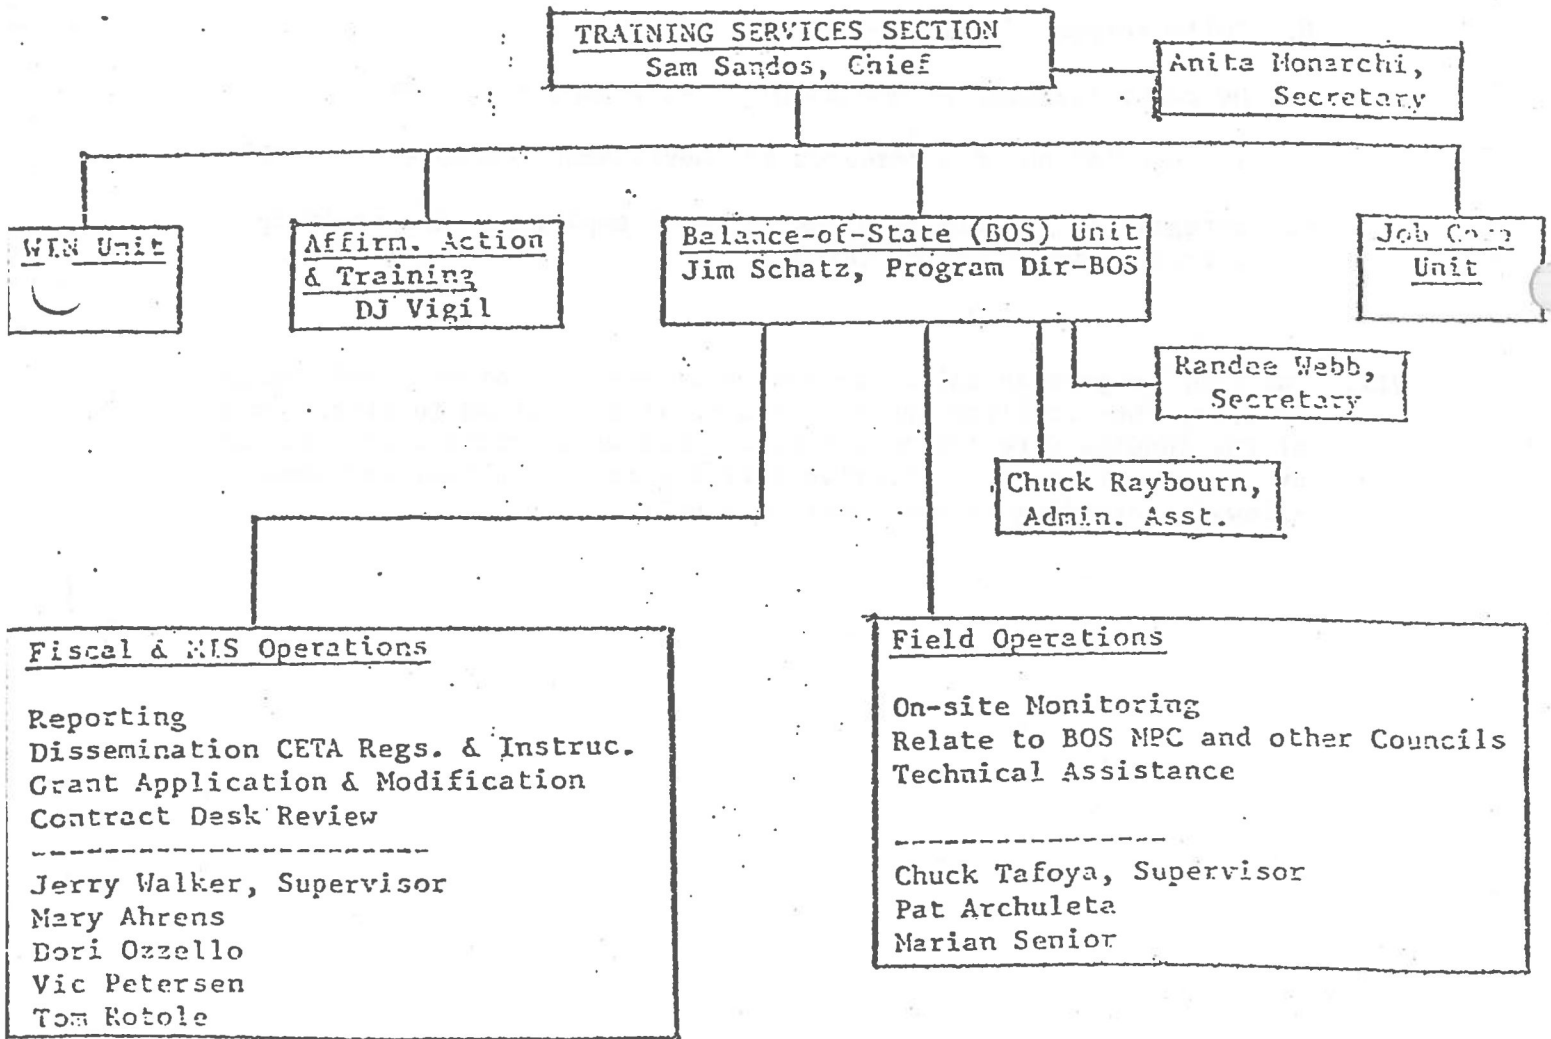 TRAINING SERVICES SECTION
Sam Sandos, Chief
Anita Monarchi,
Secretary
WIN Unit
Affirm. Action
& Training
DJ Vigil
Balance-of-State (BOS) Unit
Jim Schatz, Program Dir-BOS
Job Corp
Unit
Randee Webb,
Secretary
Chuck Raybourn,
Admin. Asst.
Fiscal & MIS Operations
Reporting
Dissemination CETA Regs. & Instruc.
Grant Application & Modification
Contract Desk Review
-----------------------
Jerry Walker, Supervisor
Mary Ahrens
Dori Ozzello
Vic Petersen
Tom Rotole
Field Operations
On-site Monitoring
Relate to BOS MPC and other Councils
Technical Assistance
----------------
Chuck Tafoya, Supervisor
Pat Archuleta
Marian Senior